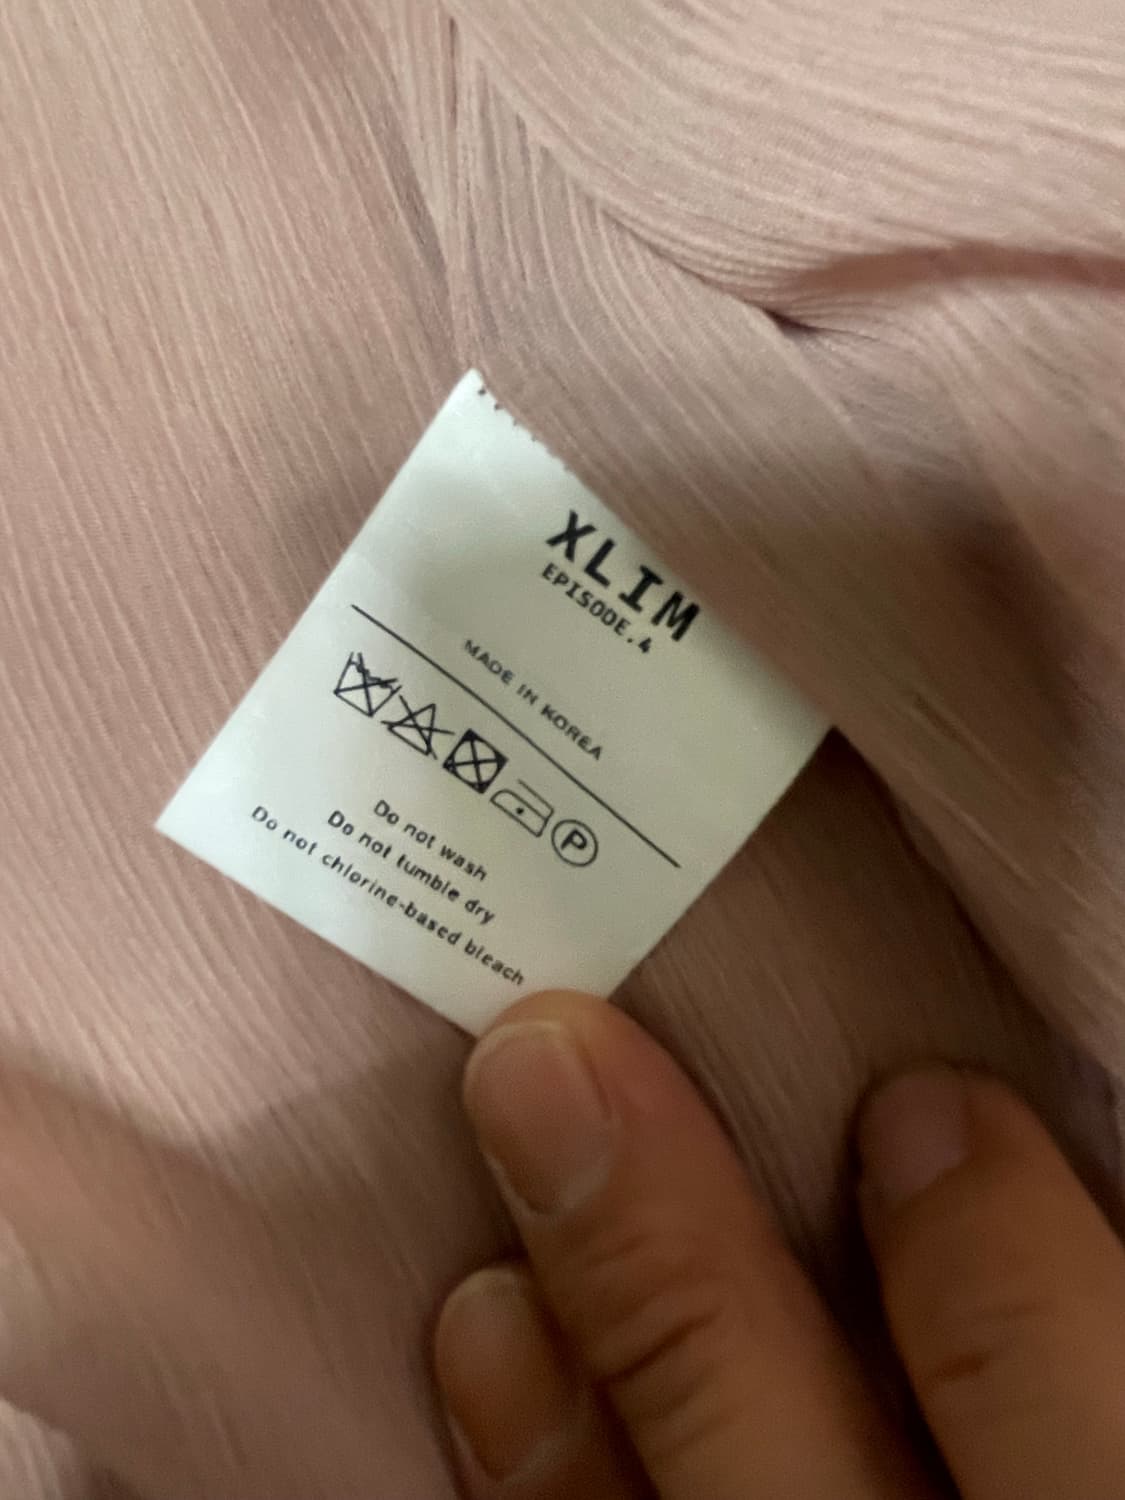 XLIM
EPISODE.4
MADE IN KOREA
P
Do not wash
Do not tumble dry
Do not chlorine-based bleach